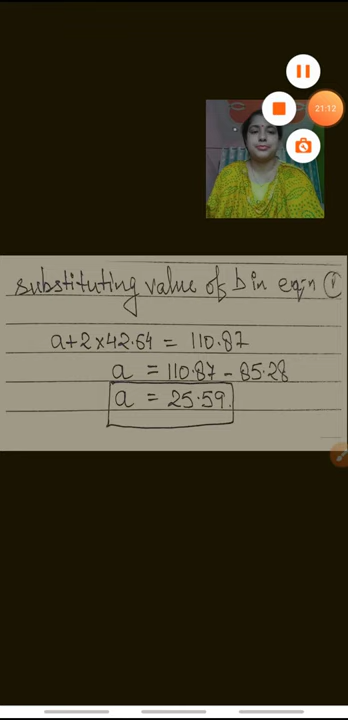 21:12
substituting value of b in eqn ①
a+2×42.64 = 110.87
a = 110.87 - 85.28
a = 25.59.